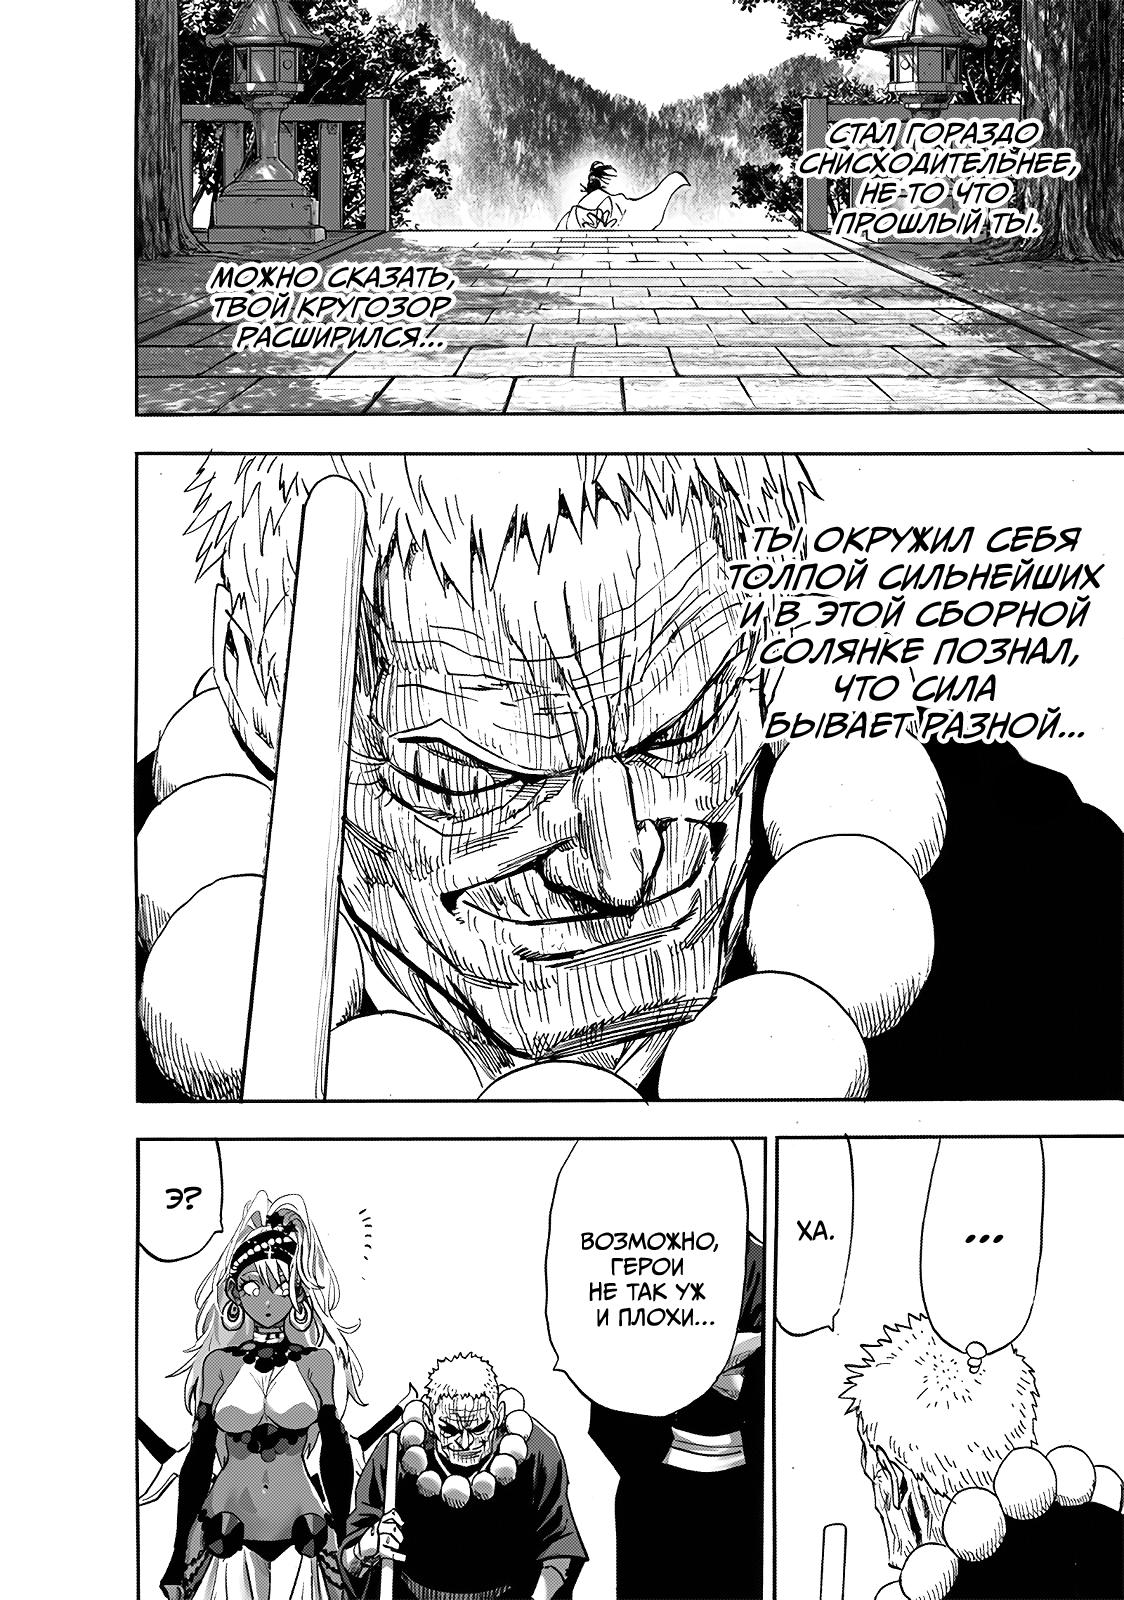 СТАЛ ГОРАЗДО
СНИСХОДИТЕЛЬНЕЕ,
НЕ ТО ЧТО
ПРОШЛЫЙ ТЫ.
МОЖНО СКАЗАТЬ,
ТВОЙ КРУГОЗОР
РАСШИРИЛСЯ...
ТЫ ОКРУЖИЛ СЕБЯ
ТОЛПОЙ СИЛЬНЕЙШИХ
И В ЭТОЙ СБОРНОЙ
СОЛЯНКЕ ПОЗНАЛ,
ЧТО СИЛА
БЫВАЕТ РАЗНОЙ...
...
ХА.
ВОЗМОЖНО,
ГЕРОИ
НЕ ТАК УЖ
И ПЛОХИ...
Э?